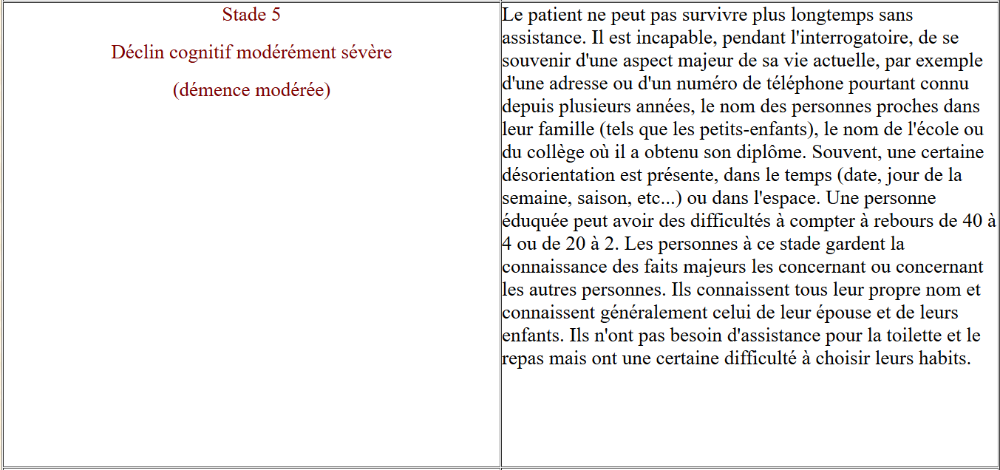 Stade 5
Déclin cognitif modérément sévère
(démence modérée)
Le patient ne peut pas survivre plus longtemps sans
assistance. Il est incapable, pendant l'interrogatoire, de se
souvenir d'une aspect majeur de sa vie actuelle, par exemple
d'une adresse ou d'un numéro de téléphone pourtant connu
depuis plusieurs années, le nom des personnes proches dans
leur famille (tels que les petits-enfants), le nom de l'école ou
du collège où il a obtenu son diplôme. Souvent, une certaine
désorientation est présente, dans le temps (date, jour de la
semaine, saison, etc...) ou dans l'espace. Une personne
éduquée peut avoir des difficultés à compter à rebours de 40 à
4 ou de 20 à 2. Les personnes à ce stade gardent la
connaissance des faits majeurs les concernant ou concernant
les autres personnes. Ils connaissent tous leur propre nom et
connaissent généralement celui de leur épouse et de leurs
enfants. Ils n'ont pas besoin d'assistance pour la toilette et le
repas mais ont une certaine difficulté à choisir leurs habits.